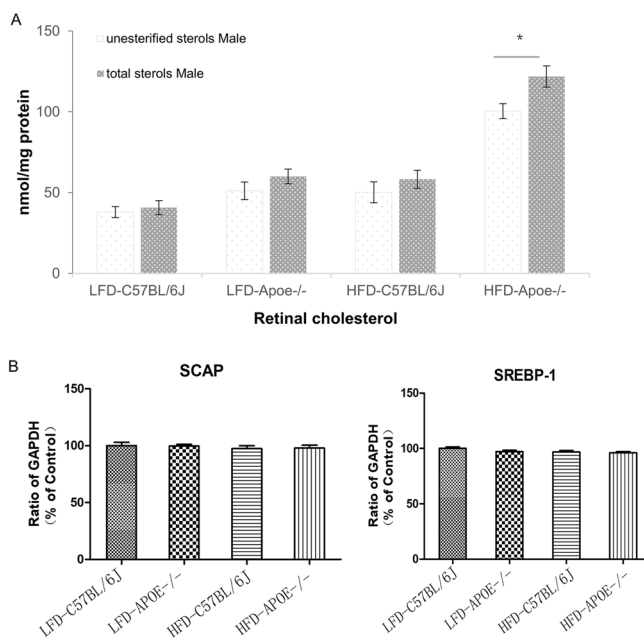 A
150
unesterified sterols Male
*
total sterols Male
100
nmol/mg protein
50
0
LFD-C57BL/6J
LFD-Apoe-/-
HFD-C57BL/6J
HFD-Apoe-/-
Retinal cholesterol
B
SCAP
150
100
50
0
Ratio of GAPDH
(% of Control)
LFD-C57BL/6J
LFD-APOE-/-
HFD-C57BL/6J
HFD-APOE-/-
SREBP-1
150
100
50
0
Ratio of GAPDH
(% of Control)
LFD-C57BL/6J
LFD-APOE-/-
HFD-C57BL/6J
HFD-APOE-/-